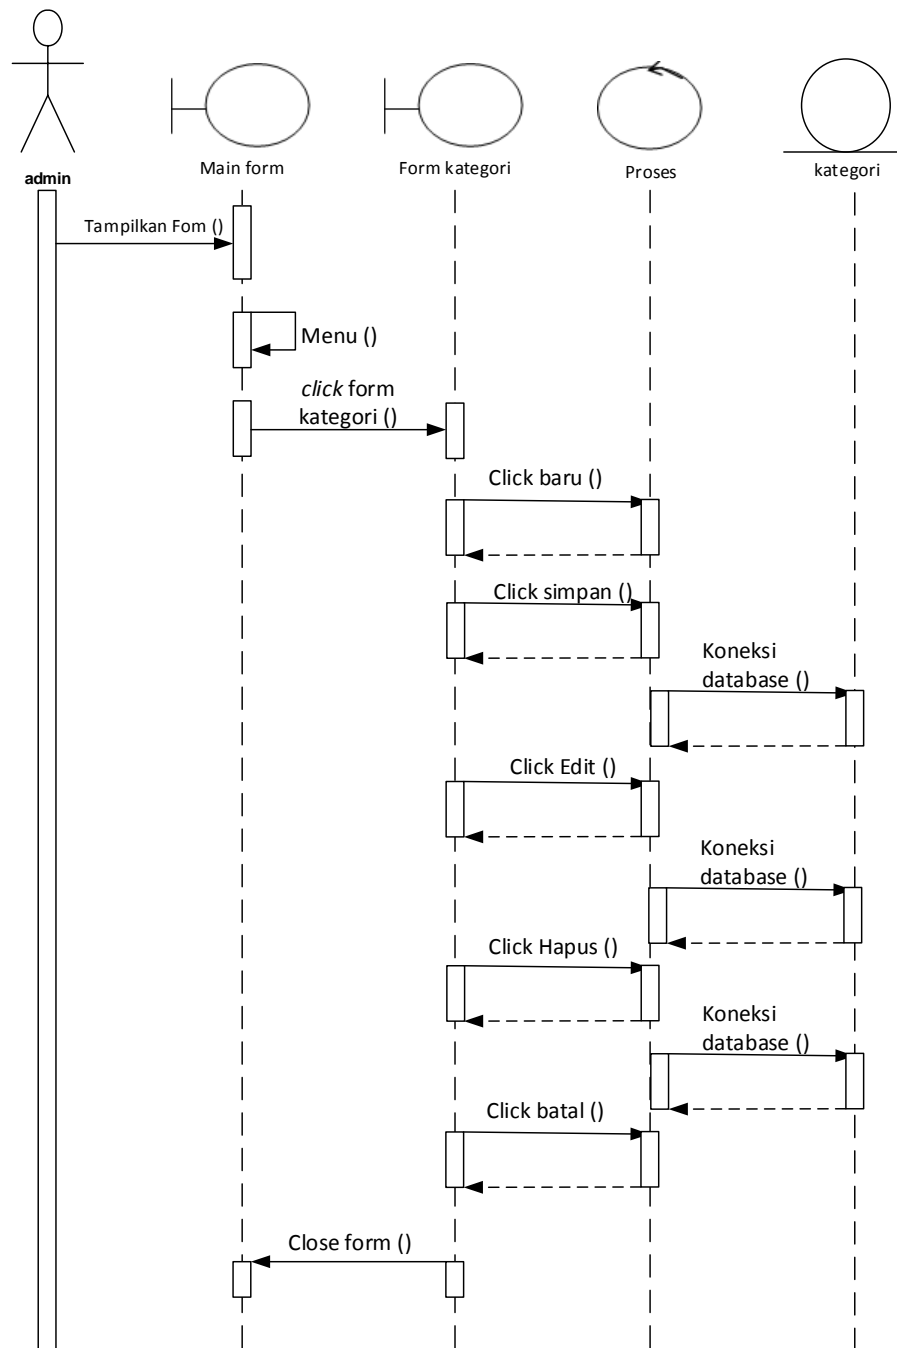 admin
Main form
Form kategori
Proses
kategori
Tampilkan Fom ()
Menu ()
click form
kategori ()
Click baru ()
Click simpan ()
Koneksi
database ()
Click Edit ()
Koneksi
database ()
Click Hapus ()
Koneksi
database ()
Click batal ()
Close form ()